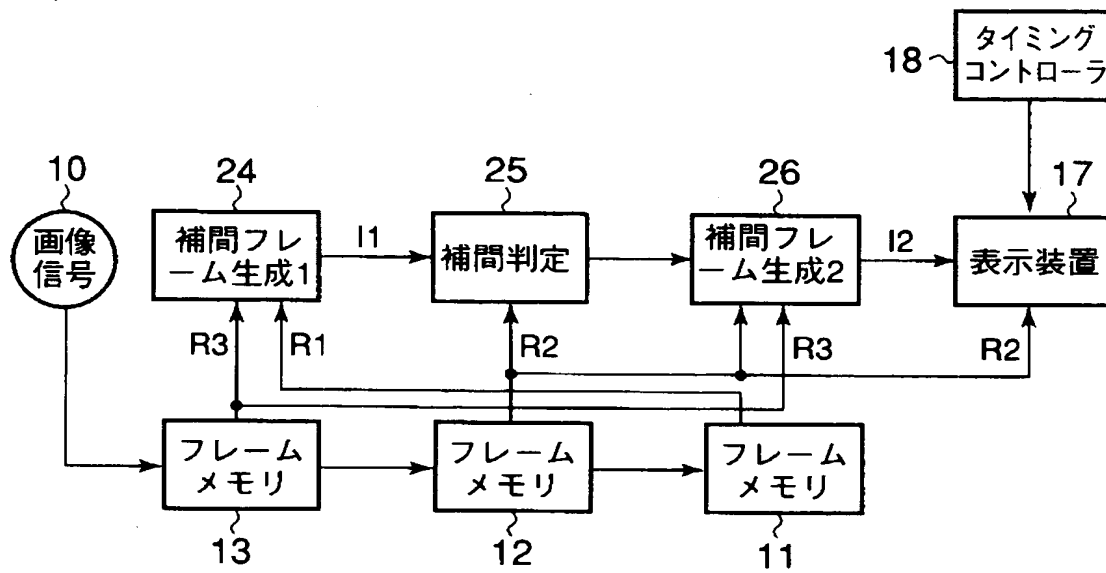 タイミング
コントローラ
18
10
24
25
26
17
画像
信号
補間フレ
ーム生成1
I1
補間判定
補間フレ
ーム生成2
I2
表示装置
R3
R1
R2
R3
R2
フレーム
メモリ
フレーム
メモリ
フレーム
メモリ
13
12
11